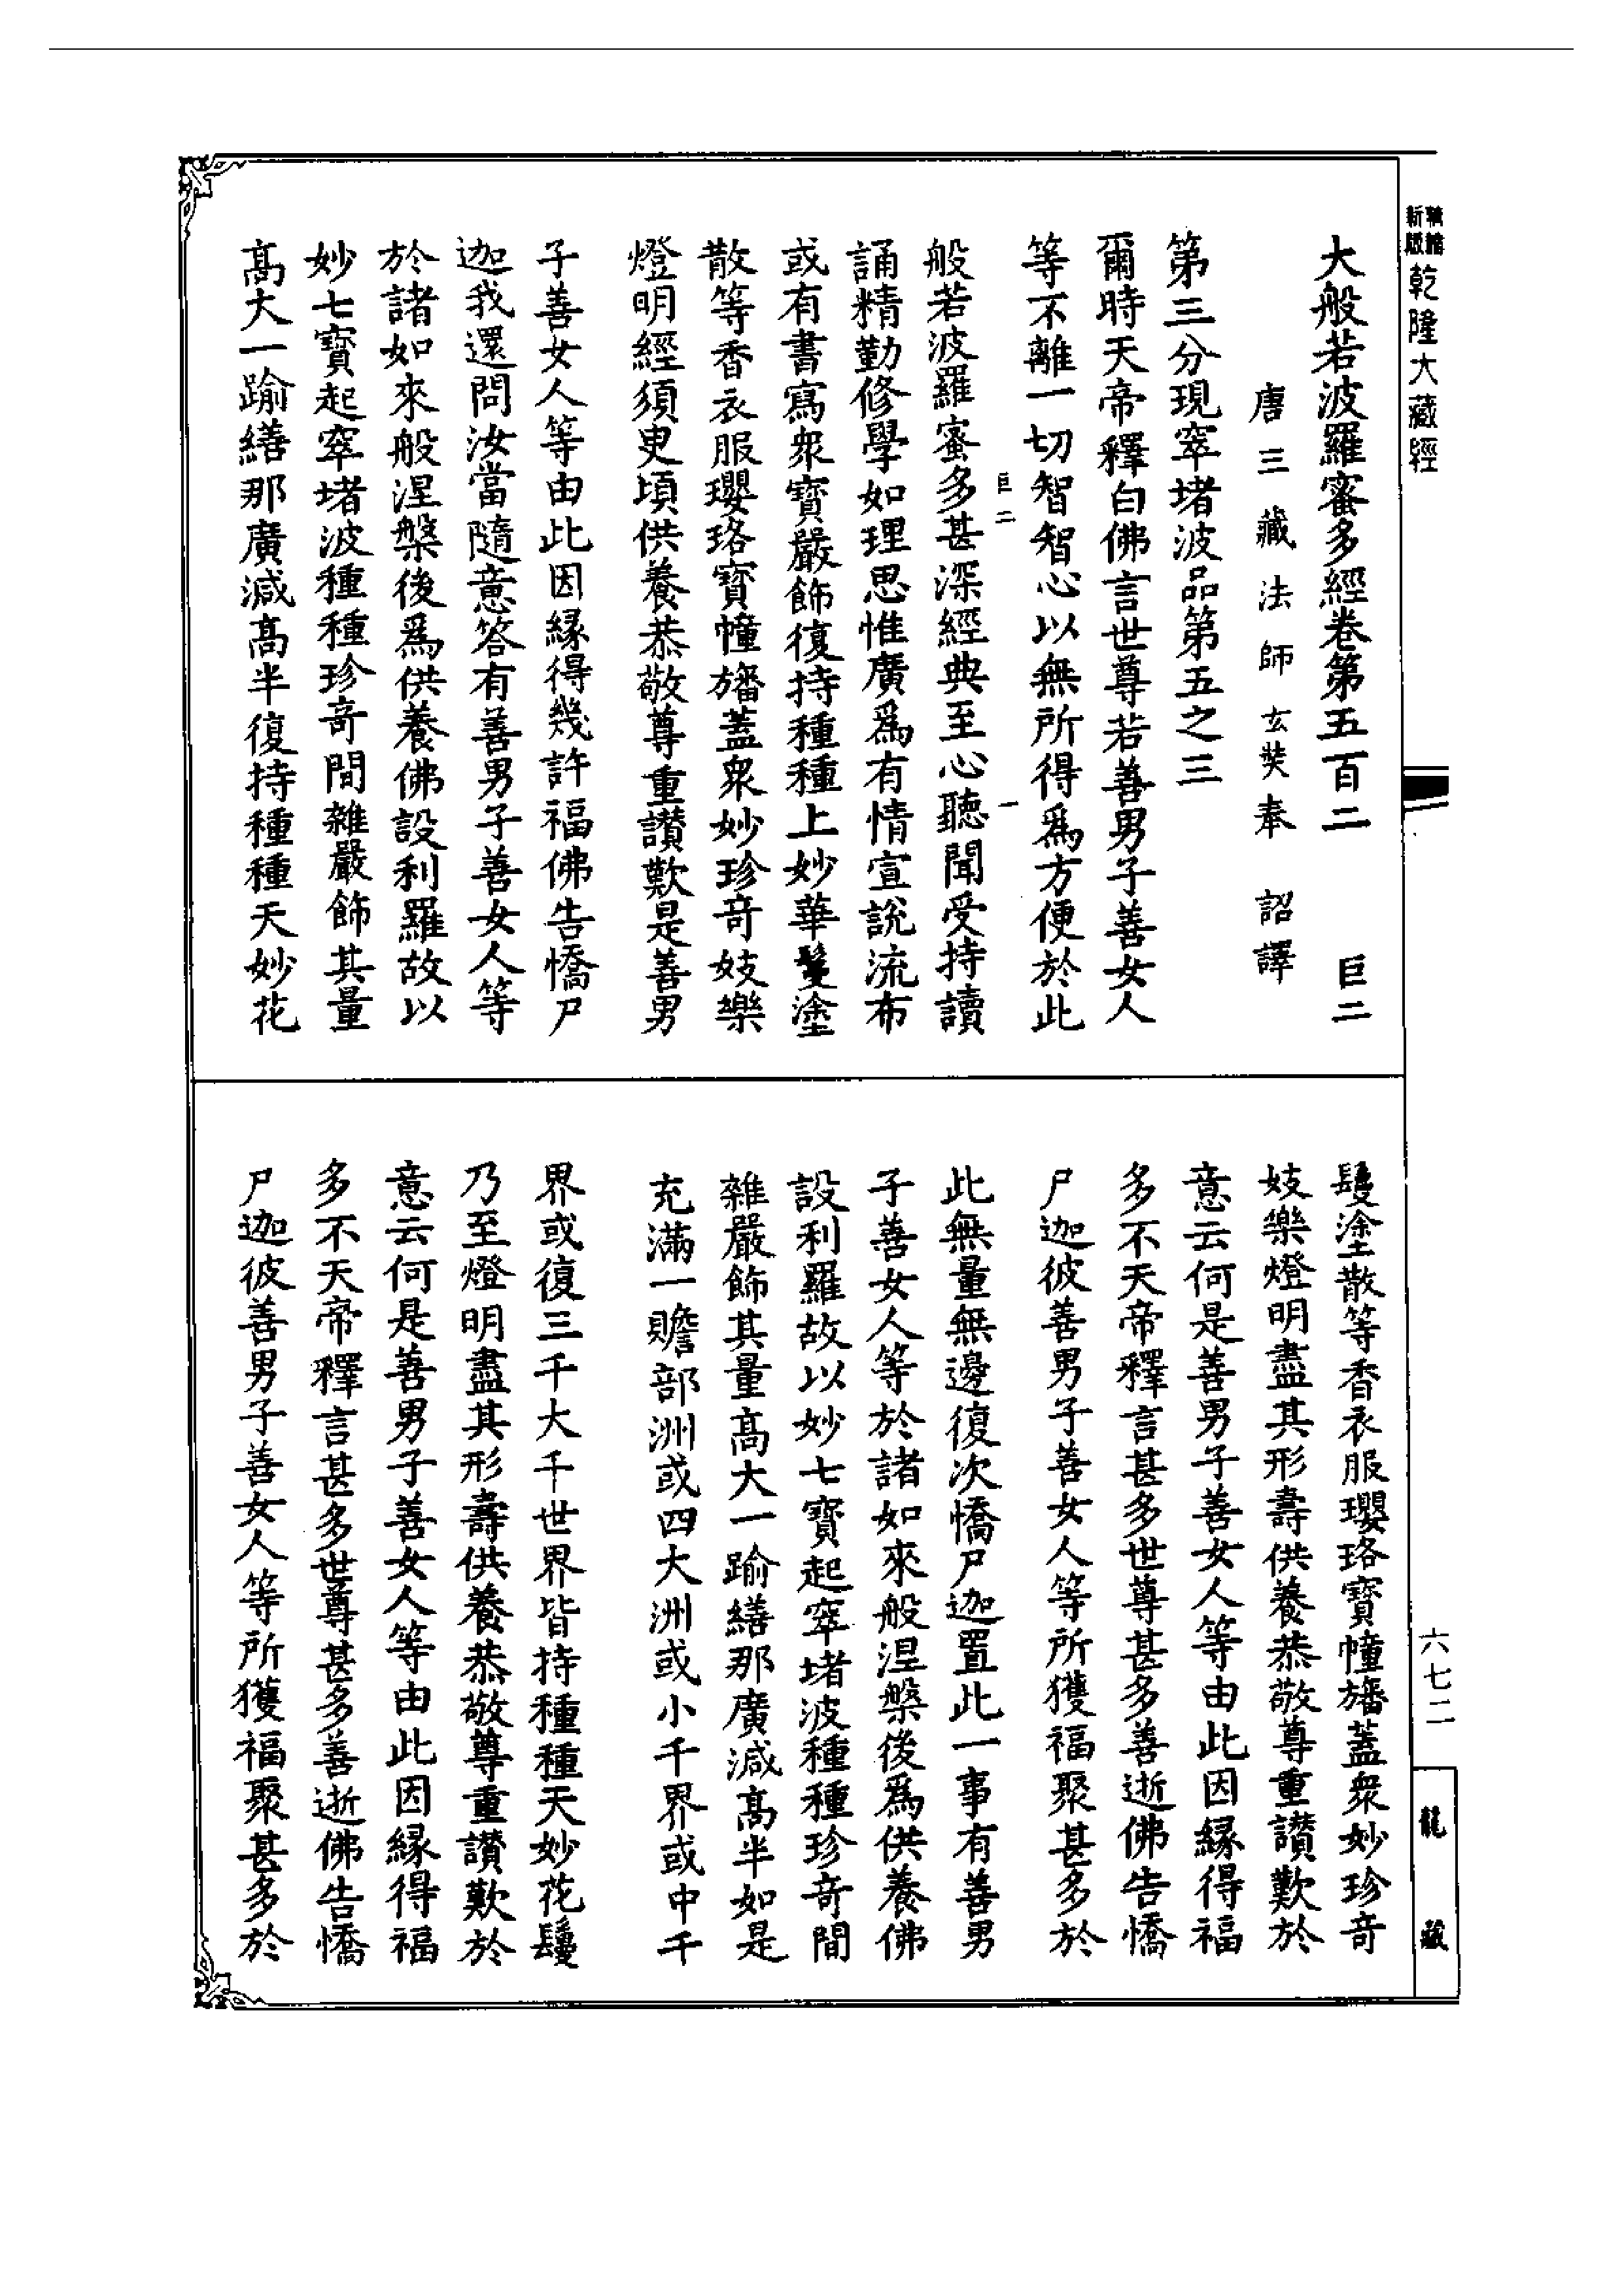 乾隆大藏經
大般若波羅蜜多經卷第五百二 巨二
唐三藏法師玄奘奉 詔譯
第三分現窣堵波品第五之三
爾時天帝釋白佛言世尊若善男子善女人
等不離一切智智心以無所得爲方便於此
巨二 一
般若波羅蜜多甚深經典至心聽聞受持讀
誦精勤修學如理思惟廣爲有情宣說流布
或有書寫衆寶嚴飾復持種種上妙華鬘塗
散等香衣服瓔珞寶幢旛蓋衆妙珍奇妓樂
燈明經須臾頃供養恭敬尊重讚歎是善男
子善女人等由此因緣得幾許福佛告憍尸
迦我還問汝當隨意答有善男子善女人等
於諸如來般涅槃後爲供養佛設利羅故以
妙七寶起窣堵波種種珍奇間雜嚴飾其量
高大一踰繕那廣減高半復持種種天妙花
鬘塗散等香衣服瓔珞寶幢旛蓋衆妙珍奇
妓樂燈明盡其形壽供養恭敬尊重讚歎於
意云何是善男子善女人等由此因緣得福
多不天帝釋言甚多世尊甚多善逝佛告憍
尸迦彼善男子善女人等所獲福聚甚多於
此無量無邊復次憍尸迦置此一事有善男
子善女人等於諸如來般涅槃後爲供養佛
設利羅故以妙七寶起窣堵波種種珍奇間
雜嚴飾其量高大一踰繕那廣減高半如是
充滿一贍部洲或四大洲或小千界或中千
界或復三千大千世界皆持種種天妙花鬘
乃至燈明盡其形壽供養恭敬尊重讚歎於
意云何是善男子善女人等由此因緣得福
多不天帝釋言甚多世尊甚多善逝佛告憍
尸迦彼善男子善女人等所獲福聚甚多於
六七二
龍藏